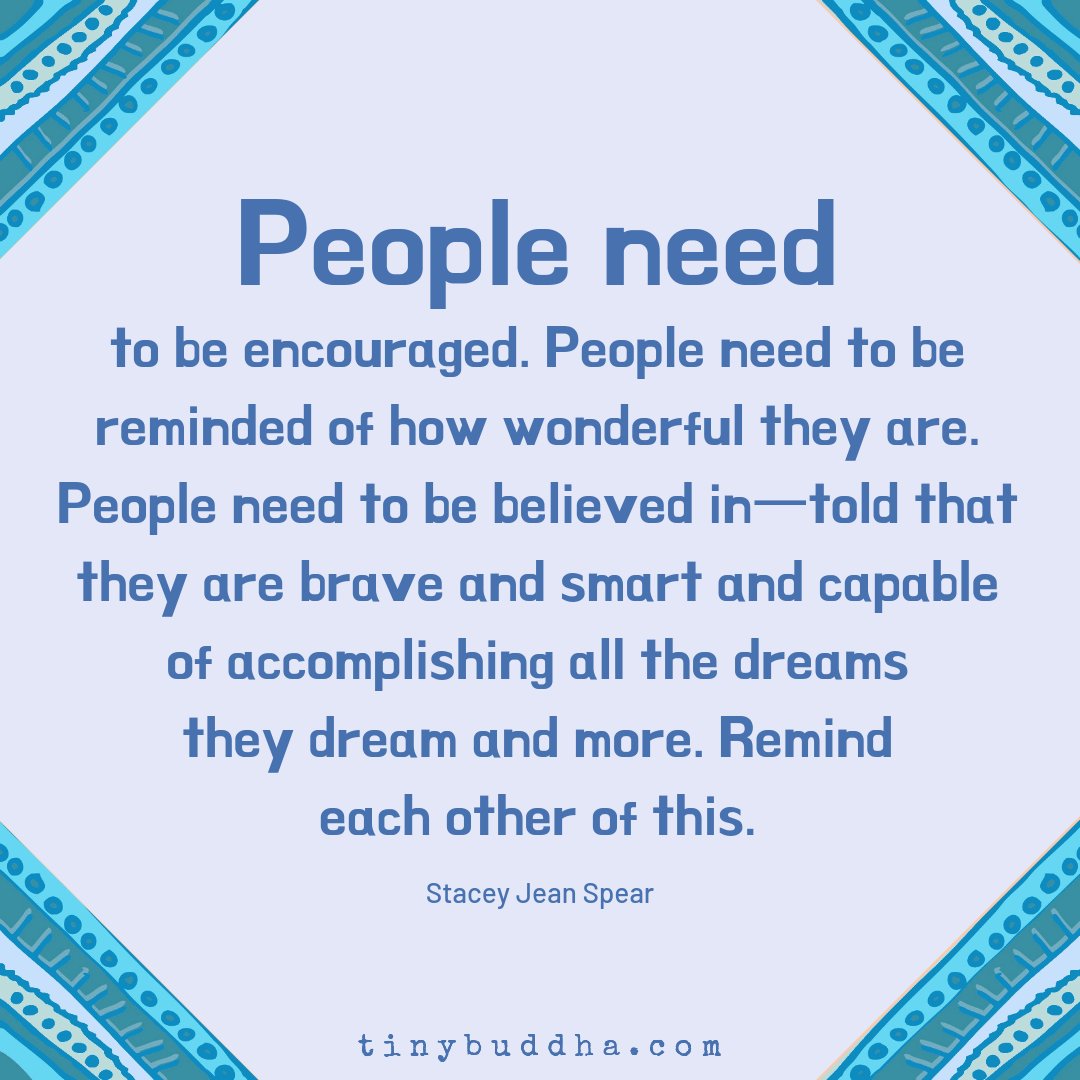 People need
to be encouraged. People need to be
reminded of how wonderful they are.
People need to be believed in—told that
they are brave and smart and capable
of accomplishing all the dreams
they dream and more. Remind
each other of this.
Stacey Jean Spear
tinybuddha.com